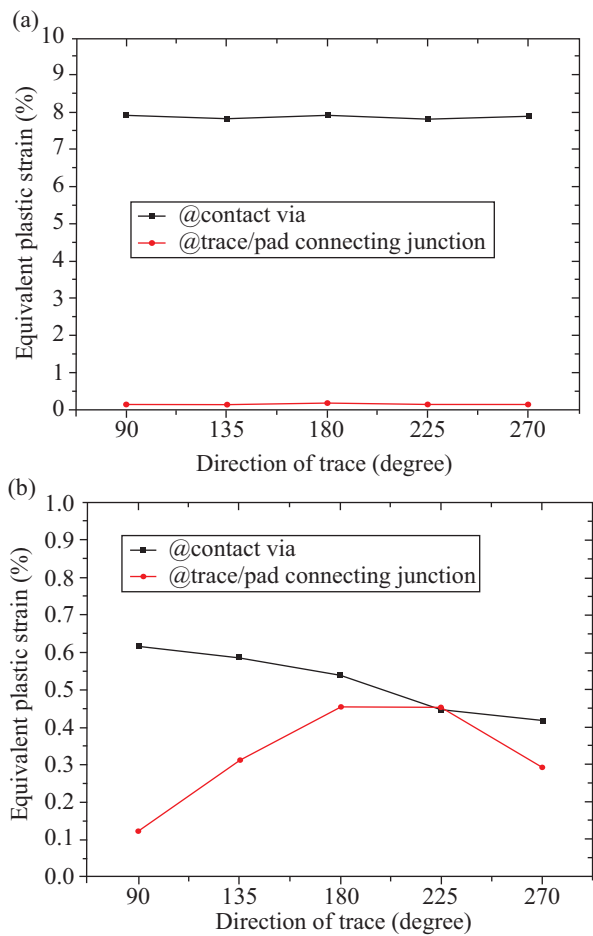 (a)
10
9
8
7
6
5
4
3
2
1
0
Equivalent plastic strain (%)
@contact via
@trace/pad connecting junction
90 135 180 225 270
Direction of trace (degree)
(b)
1.0
0.9
0.8
0.7
0.6
0.5
0.4
0.3
0.2
0.1
0.0
Equivalent plastic strain (%)
@contact via
@trace/pad connecting junction
90 135 180 225 270
Direction of trace (degree)